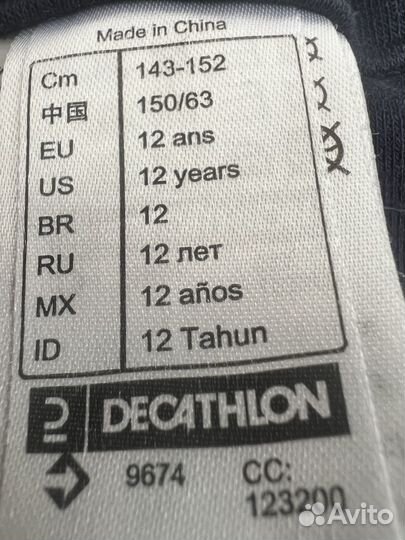 Made in China
Cm 143-152
中国 150/63
EU 12 ans
US 12 years
BR 12
RU 12 лет
MX 12 años
ID 12 Tahun
DECATHLON
9674 CC:
123200
Avito